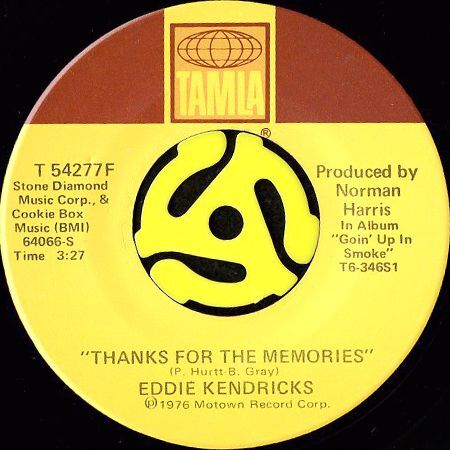 TAMLA
®
T 54277F
Stone Diamond
Music Corp., &
Cookie Box
Music (BMI)
64066-S
Time 3:27
Produced by
Norman
Harris
In Album
"Goin' Up In
Smoke"
T6-346S1
"THANKS FOR THE MEMORIES"
(P. Hurtt-B. Gray)
EDDIE KENDRICKS
℗1976 Motown Record Corp.